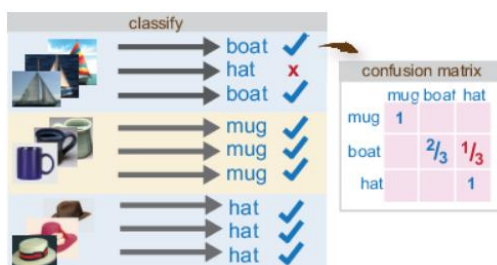 classify
boat ✓
hat x
boat ✓
mug ✓
mug ✓
mug ✓
hat ✓
hat ✓
hat ✓
confusion matrix
mug boat hat
mug 1
boat 2/3 1/3
hat 1